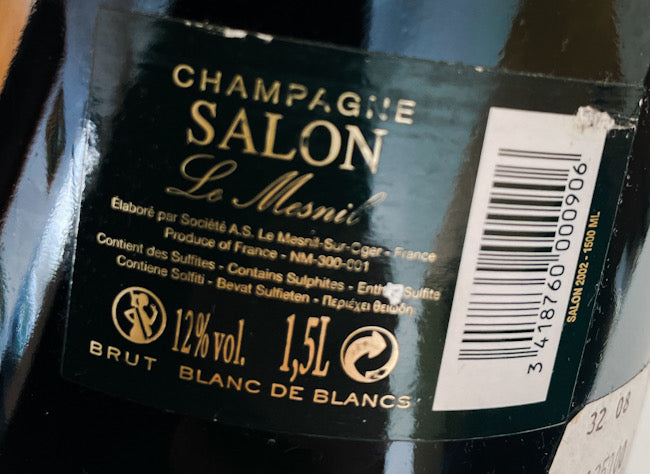 CHAMPAGNE
SALON
Le Mesnil
Élaboré par Société A.S. Le Mesnil-Sur-Oger - France
Produce of France - NM-300-001
Contient des Sulfites - Contains Sulphites - Enthält Sulfite
Contiene Solfiti - Bevat Sulfieten - Περιέχει θειώδη
12%vol. 1,5L
BRUT BLANC DE BLANCS
3 418760 000906
SALON 2002 - 1500 ML
32 08